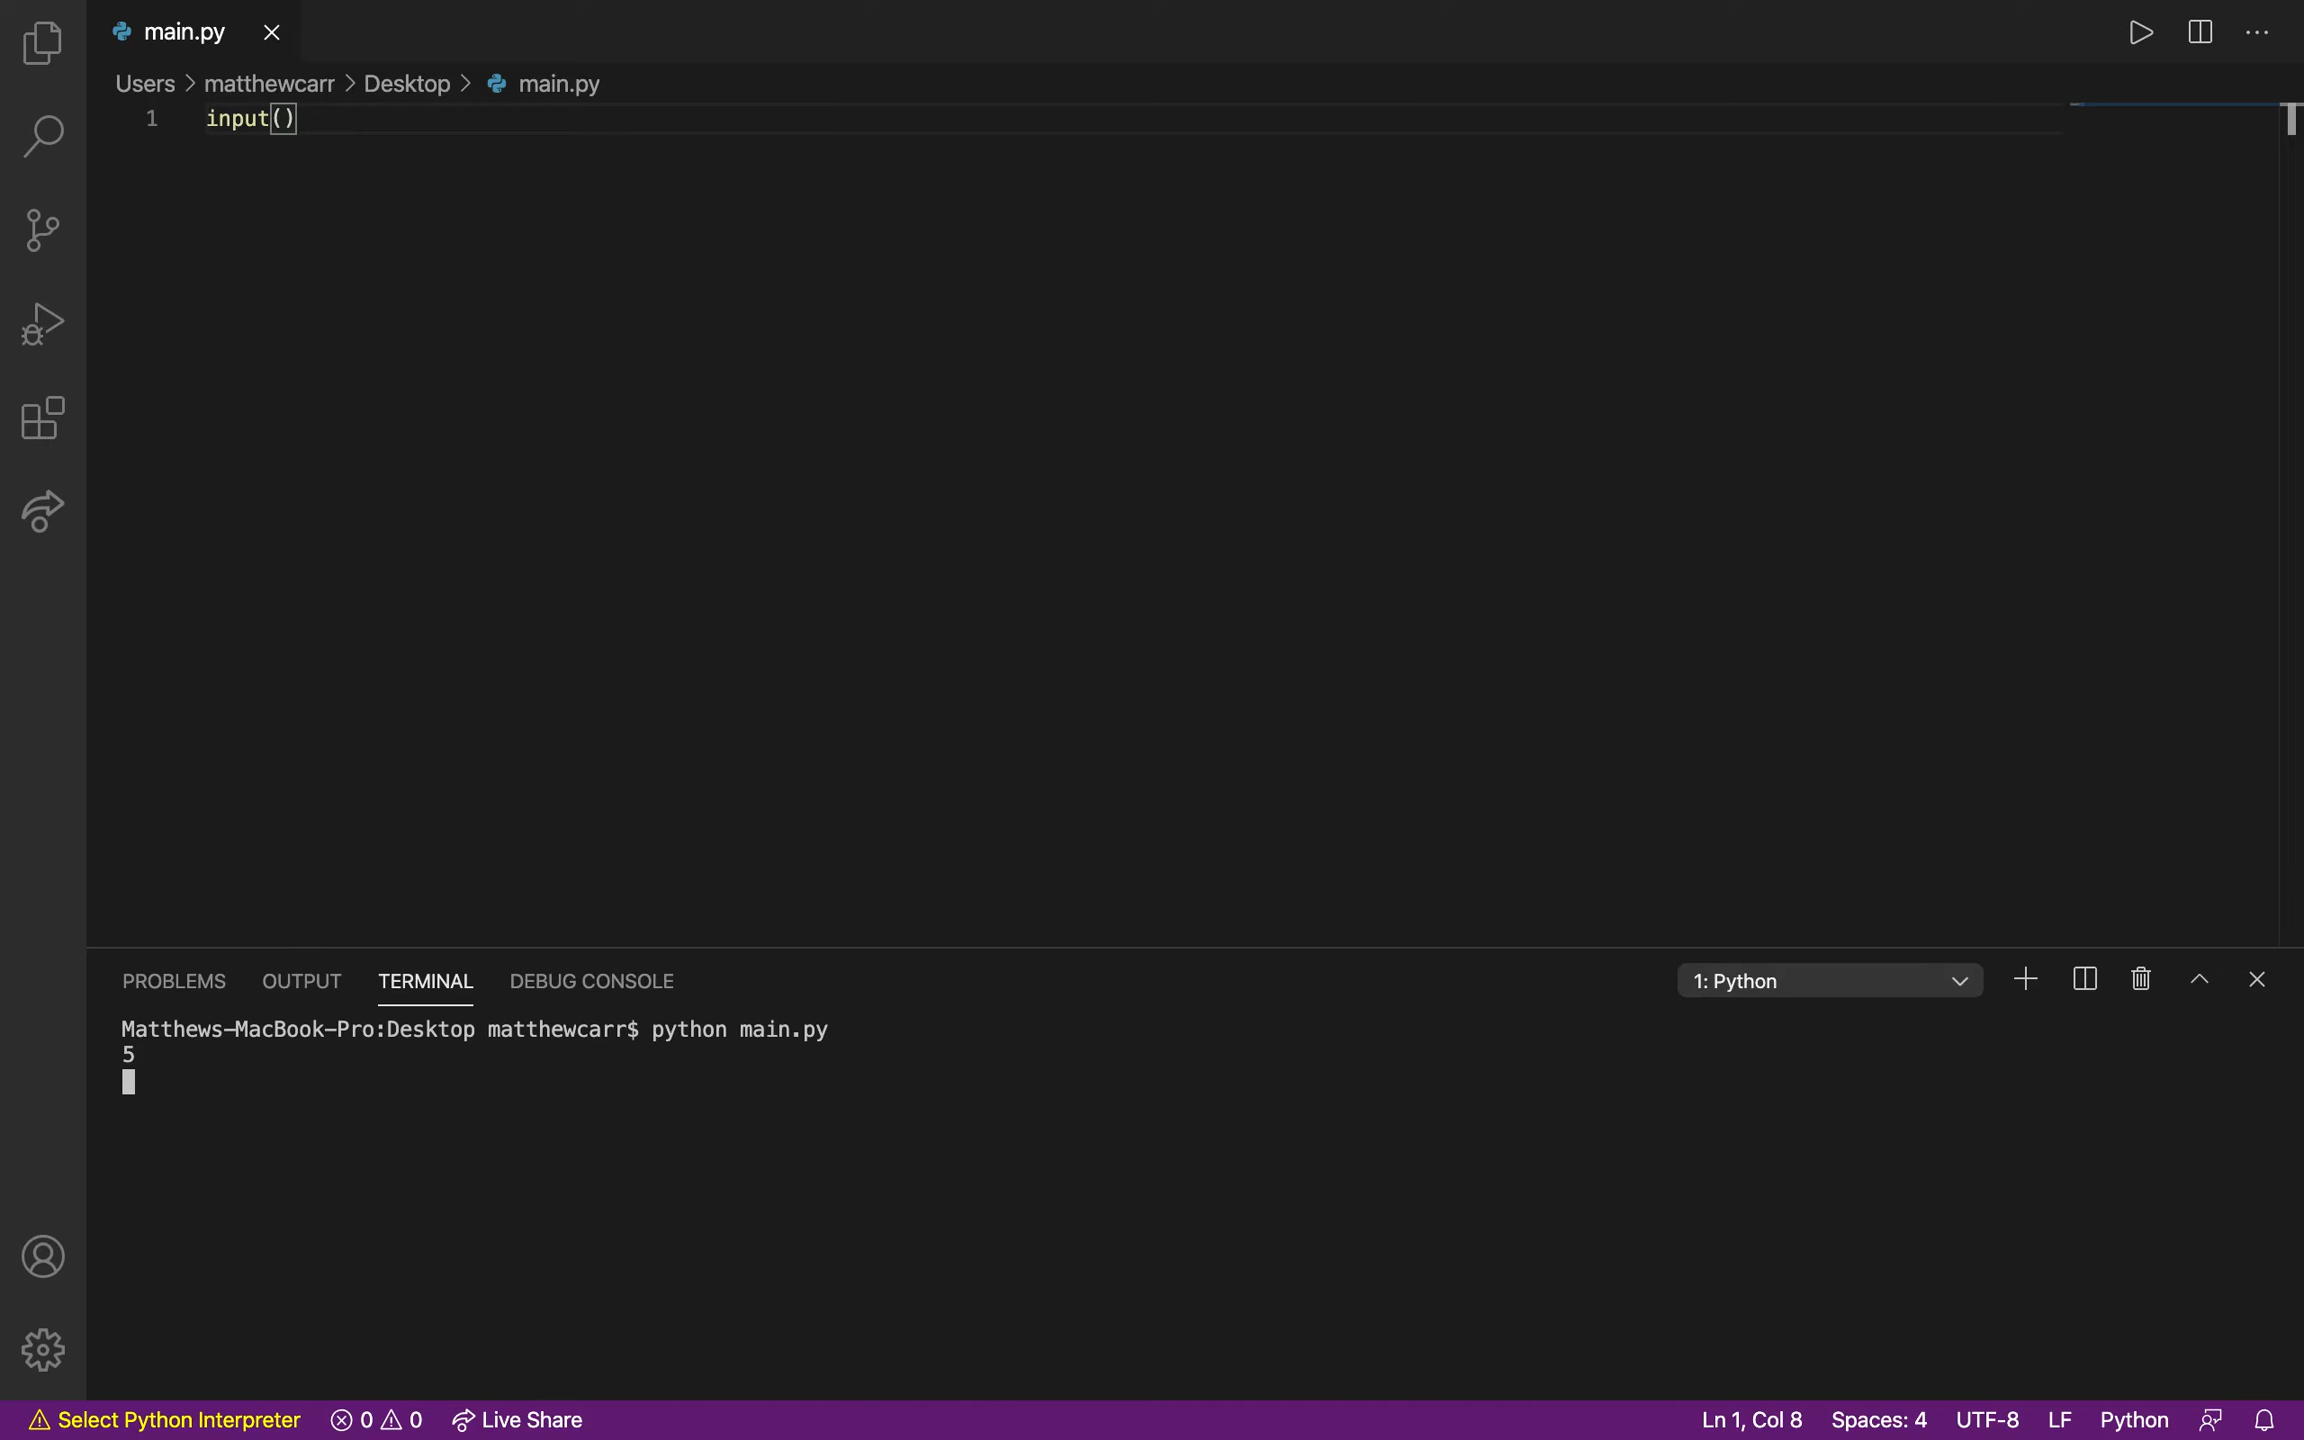 main.py
Users > matthewcarr > Desktop > main.py
1 input()
PROBLEMS OUTPUT TERMINAL DEBUG CONSOLE 1: Python
Matthews-MacBook-Pro:Desktop matthewcarr$ python main.py
5
Select Python Interpreter 0 0 Live Share Ln 1, Col 8 Spaces: 4 UTF-8 LF Python